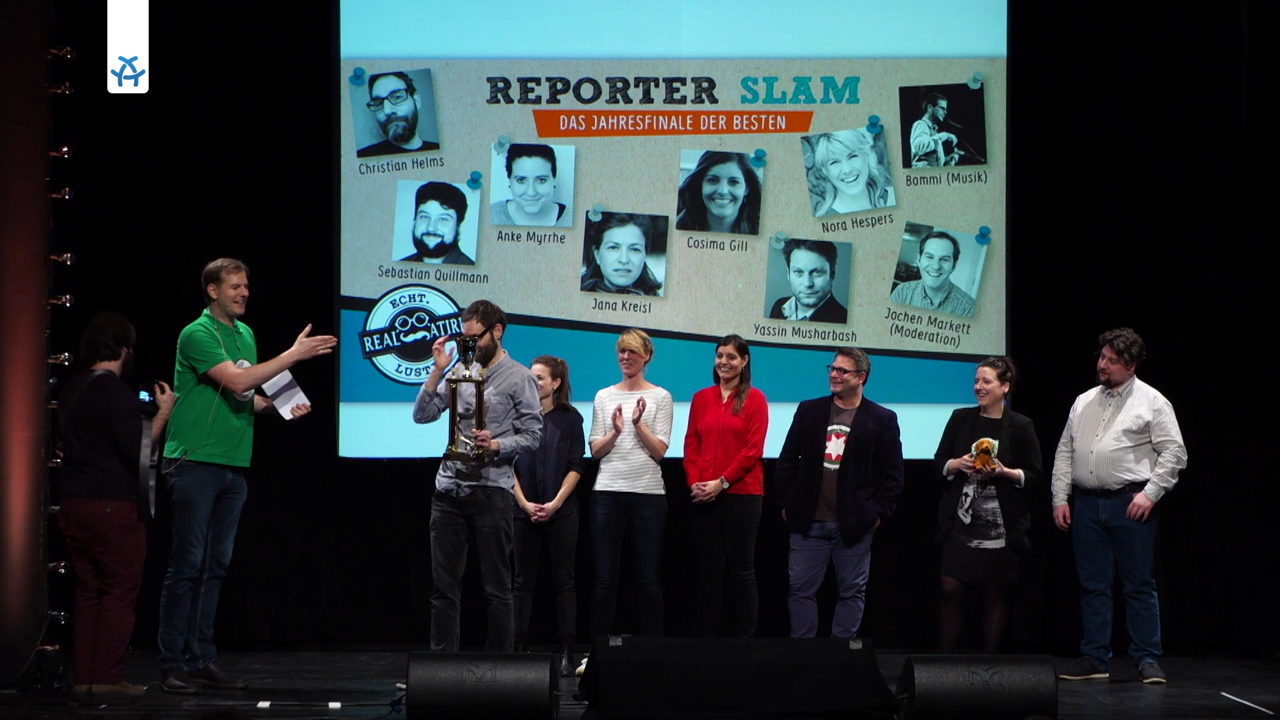 REPORTER SLAM
DAS JAHRESFINALE DER BESTEN
Christian Helms
Bommi (Musik)
Anke Myrrhe
Cosima Gill
Nora Hespers
Sebastian Quillmann
Jana Kreisl
Yassin Musharbash
Jochen Markett
(Moderation)
ECHT.
REAL
LUST